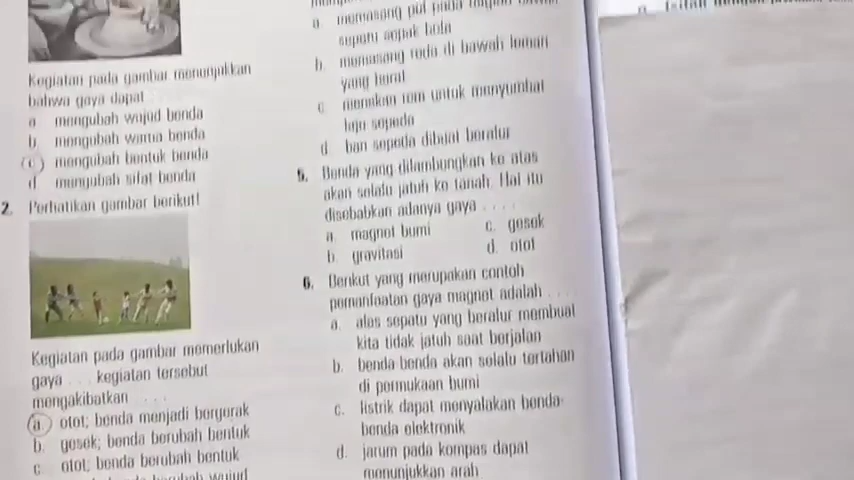 Kegiatan pada gambar menunjukkan
bahwa gaya dapat
a. mengubah wujud benda
b. mengubah warna benda
c. mengubah bentuk benda
d. mengubah sifat benda
2. Perhatikan gambar berikut!
Kegiatan pada gambar memerlukan
gaya . . . kegiatan tersebut
mengakibatkan . . . .
a. otot; benda menjadi bergerak
b. gesek; benda berubah bentuk
c. otot; benda berubah bentuk
berubah wujud
a. memasang pul pada
sepatu sepak bola
b. memasang roda di bawah lemari
yang berat
c. menekan rem untuk
laju sepeda
d. ban sepeda dibuat beralur
5. Benda yang dilambungkan ke atas
akan selalu jatuh ke tanah. Hal itu
disebabkan adanya gaya . . . .
a. magnet bumi
c. gesek
b. gravitasi
d. otot
6. Berikut yang merupakan contoh
pemanfaatan gaya magnet adalah . . . .
a. alas sepatu yang beralur membuat
kita tidak jatuh saat berjalan
b. benda-benda akan selalu tertahan
di permukaan bumi
c. listrik dapat menyalakan benda-
benda elektronik
d. jarum pada kompas dapat
menunjukkan arah